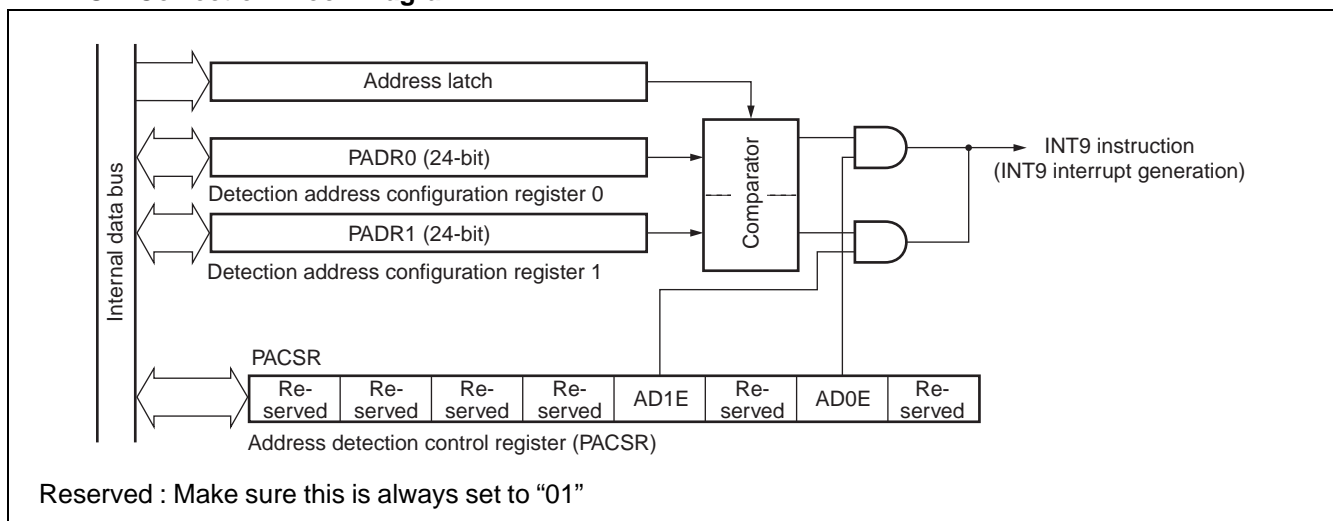 Address latch
PADR0 (24-bit)
Detection address configuration register 0
PADR1 (24-bit)
Detection address configuration register 1
Internal data bus
Comparator
INT9 instruction
(INT9 interrupt generation)
PACSR
Re-served
Re-served
Re-served
Re-served
AD1E
Re-served
AD0E
Re-served
Address detection control register (PACSR)
Reserved : Make sure this is always set to “01”